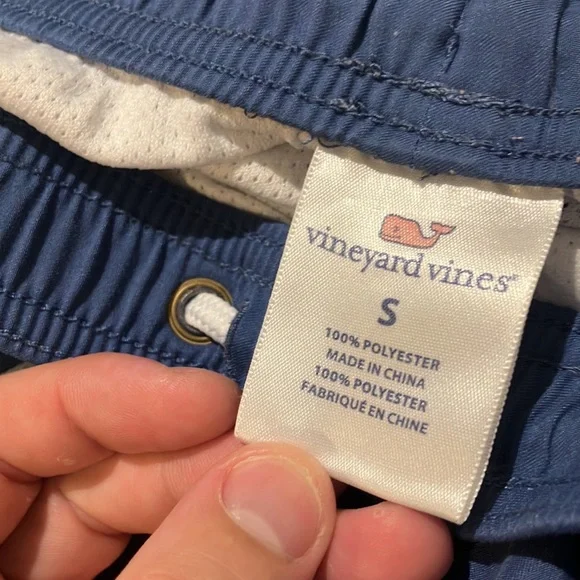 vineyard vines®
S
100% POLYESTER
MADE IN CHINA
100% POLYESTER
FABRIQUÉ EN CHINE